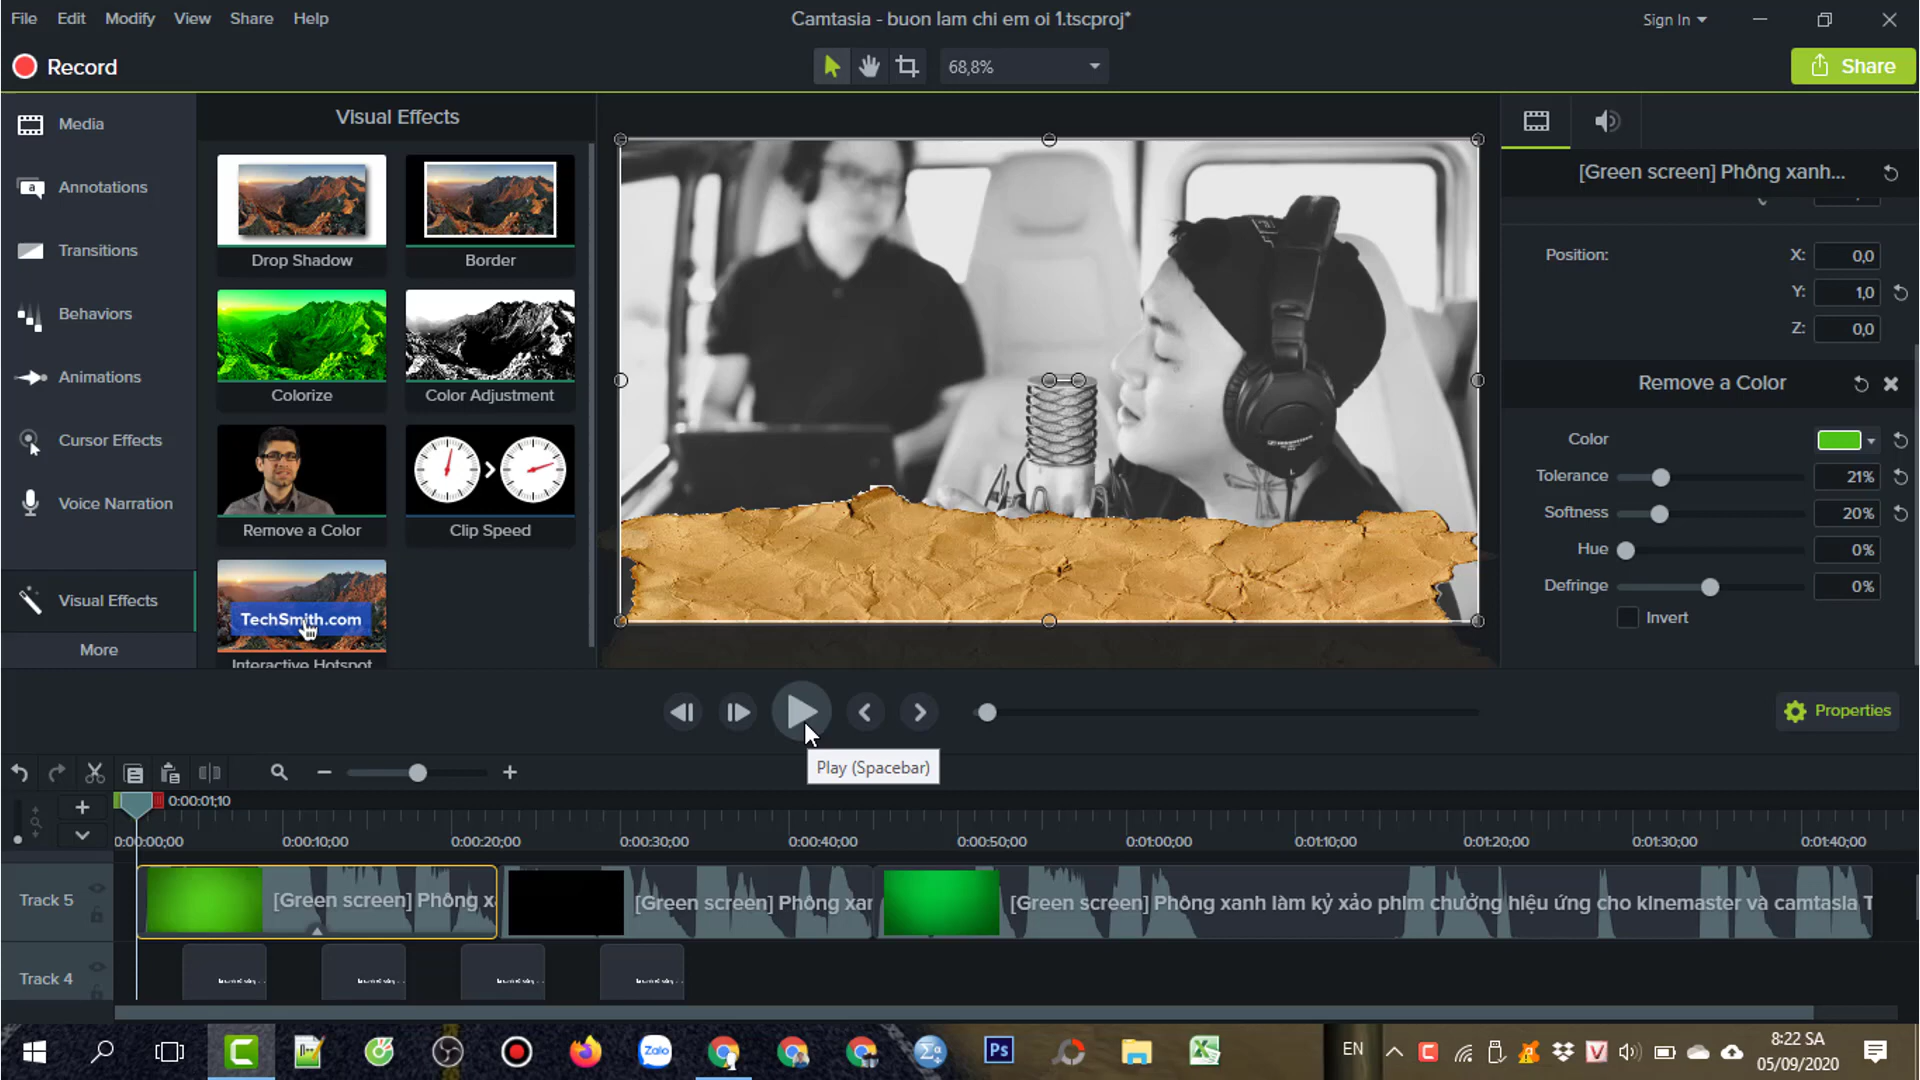 File Edit Modify View Share Help
Camtasia - buon lam chi em oi 1.tscproj*
Sign In
Record
68,8%
Share
Media
Annotations
Transitions
Behaviors
Animations
Cursor Effects
Voice Narration
Visual Effects
More
Visual Effects
Drop Shadow
Border
Colorize
Color Adjustment
Remove a Color
Clip Speed
TechSmith.com
Interactive Hotspot
[Green screen] Phông xanh...
Position:
X: 0,0
Y: 1,0
Z: 0,0
Remove a Color
Color
Tolerance 21%
Softness 20%
Hue 0%
Defringe 0%
Invert
Properties
Play (Spacebar)
0:00:01;10
0:00:00;00 0:00:10;00 0:00:20;00 0:00:30;00 0:00:40;00 0:00:50;00 0:01:00;00 0:01:10;00 0:01:20;00 0:01:30;00 0:01:40;00
Track 5
[Green screen] Phông x
[Green screen] Phông xar
[Green screen] Phông xanh làm kỷ xảo phim chưởng hiệu ứng cho kinemaster và camtasia T
Track 4
Zalo
Ps
EN
8:22 SA
05/09/2020